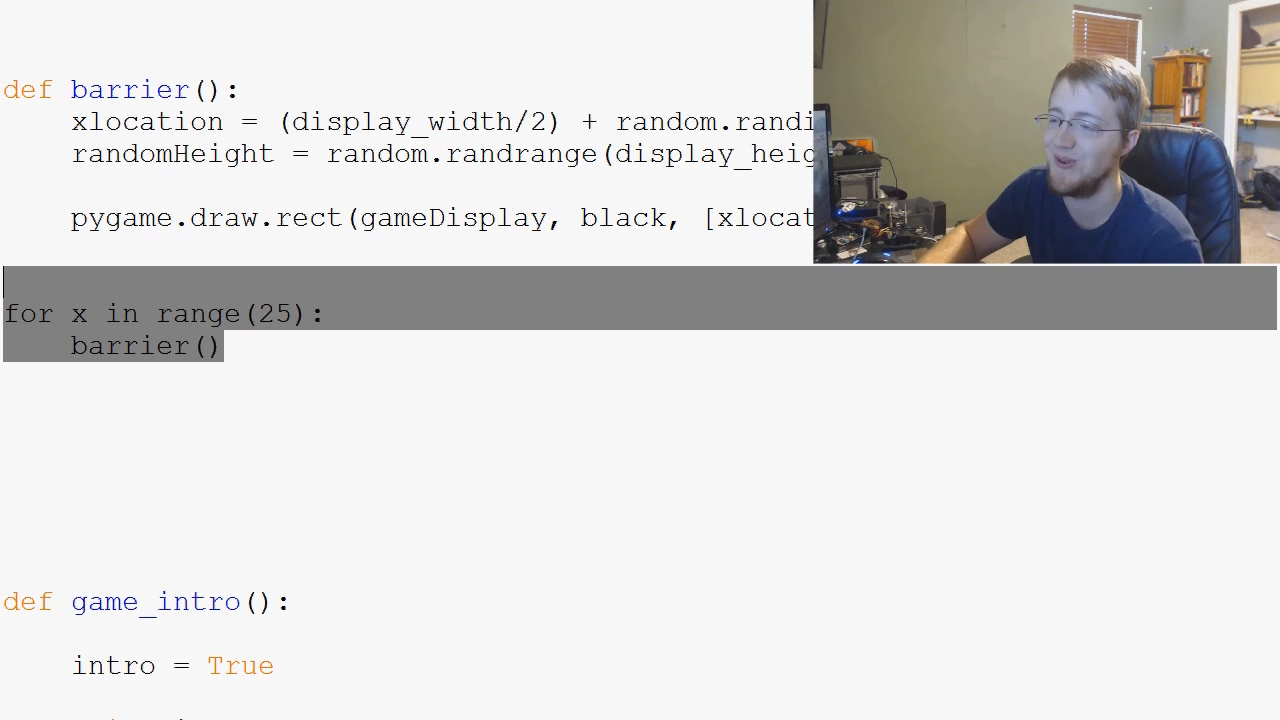 def barrier():
    xlocation = (display_width/2) + random.randi
    randomHeight = random.randrange(display_heig
    pygame.draw.rect(gameDisplay, black, [xlocat
for x in range(25):
    barrier()
def game_intro():
    intro = True